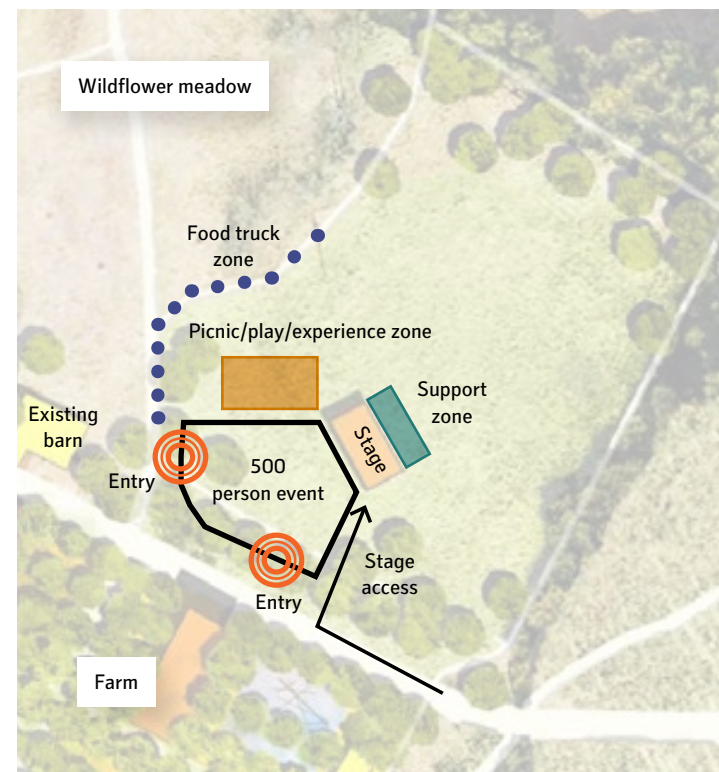 Wildflower meadow
Food truck
zone
Picnic/play/experience zone
Support
zone
Existing
barn
Stage
500
person event
Entry
Stage
access
Entry
Farm